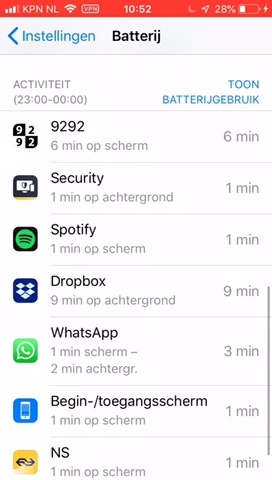 KPN NL VPN 10:52 28%
Instellingen Batterij
ACTIVITEIT TOON
(23:00-00:00) BATTERIJGEBRUIK
9292
6 min op scherm
6 min
Security
1 min op achtergrond
1 min
Spotify
1 min op scherm
1 min
Dropbox
9 min op achtergrond
9 min
WhatsApp
1 min scherm –
2 min achtergr.
3 min
Begin-/toegangsscherm
1 min op scherm
1 min
NS
1 min op scherm
1 min